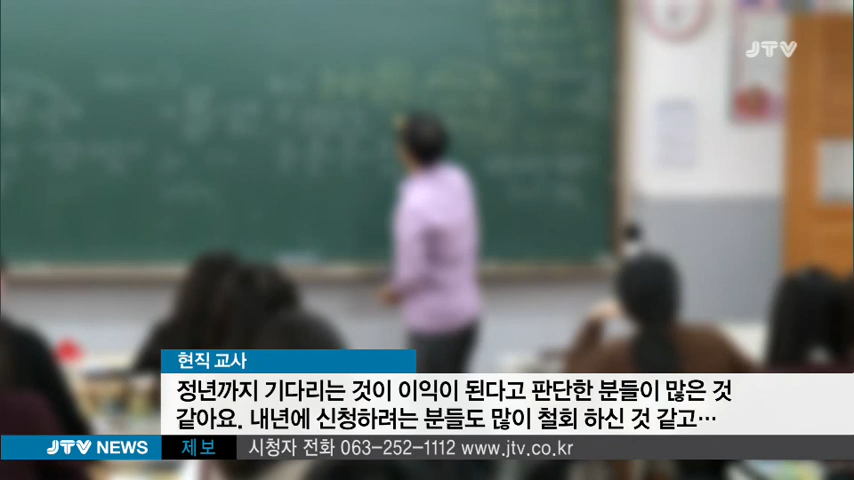 JTV
현직 교사
정년까지 기다리는 것이 이익이 된다고 판단한 분들이 많은 것
같아요. 내년에 신청하려는 분들도 많이 철회 하신 것 같고…
JTV NEWS 제보 시청자 전화 063-252-1112 www.jtv.co.kr